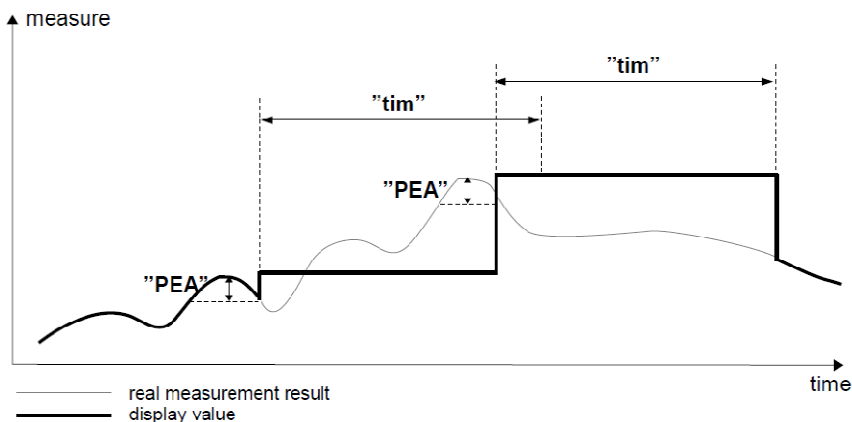 measure
”tim”
”tim”
”PEA”
”PEA”
time
real measurement result
display value